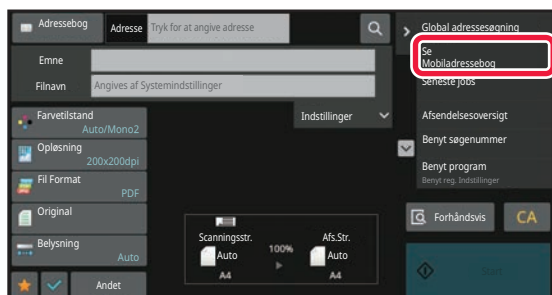 Adressebog
Adresse
Tryk for at angive adresse
Global adressesøgning
Se
Mobiladressebog
Seneste jobs
Emne
Filnavn
Angives af Systemindstillinger
Indstillinger
Afsendelsesoversigt
Benyt søgenummer
Benyt program
Benyt reg. Indstillinger
Farvetilstand
Auto/Mono2
Opløsning
200x200dpi
Fil Format
PDF
Original
Belysning
Auto
Andet
Scanningsstr.
Auto
A4
100%
Afs.Str.
Auto
A4
Forhåndsvis
CA
Start